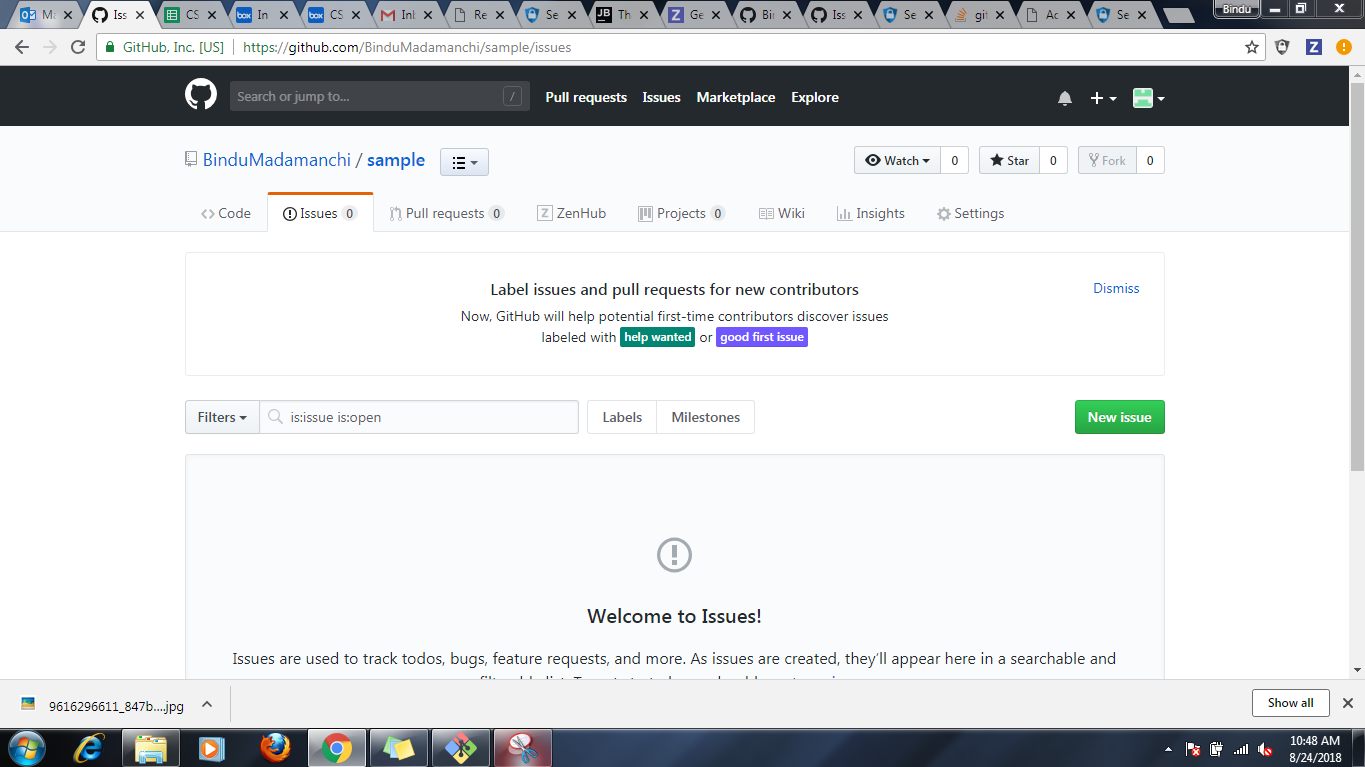 Bindu
Ma Iss CS In CS Inl Re Se Th Ge Bi Iss Se git Ac Se
GitHub, Inc. [US] https://github.com/BinduMadamanchi/sample/issues
Search or jump to... / Pull requests Issues Marketplace Explore
BinduMadamanchi / sample Watch 0 Star 0 Fork 0
Code Issues 0 Pull requests 0 ZenHub Projects 0 Wiki Insights Settings
Label issues and pull requests for new contributors Dismiss
Now, GitHub will help potential first-time contributors discover issues
labeled with help wanted or good first issue
Filters is:issue is:open Labels Milestones New issue
Welcome to Issues!
Issues are used to track todos, bugs, feature requests, and more. As issues are created, they'll appear here in a searchable and
9616296611_847b....jpg Show all
10:48 AM
8/24/2018